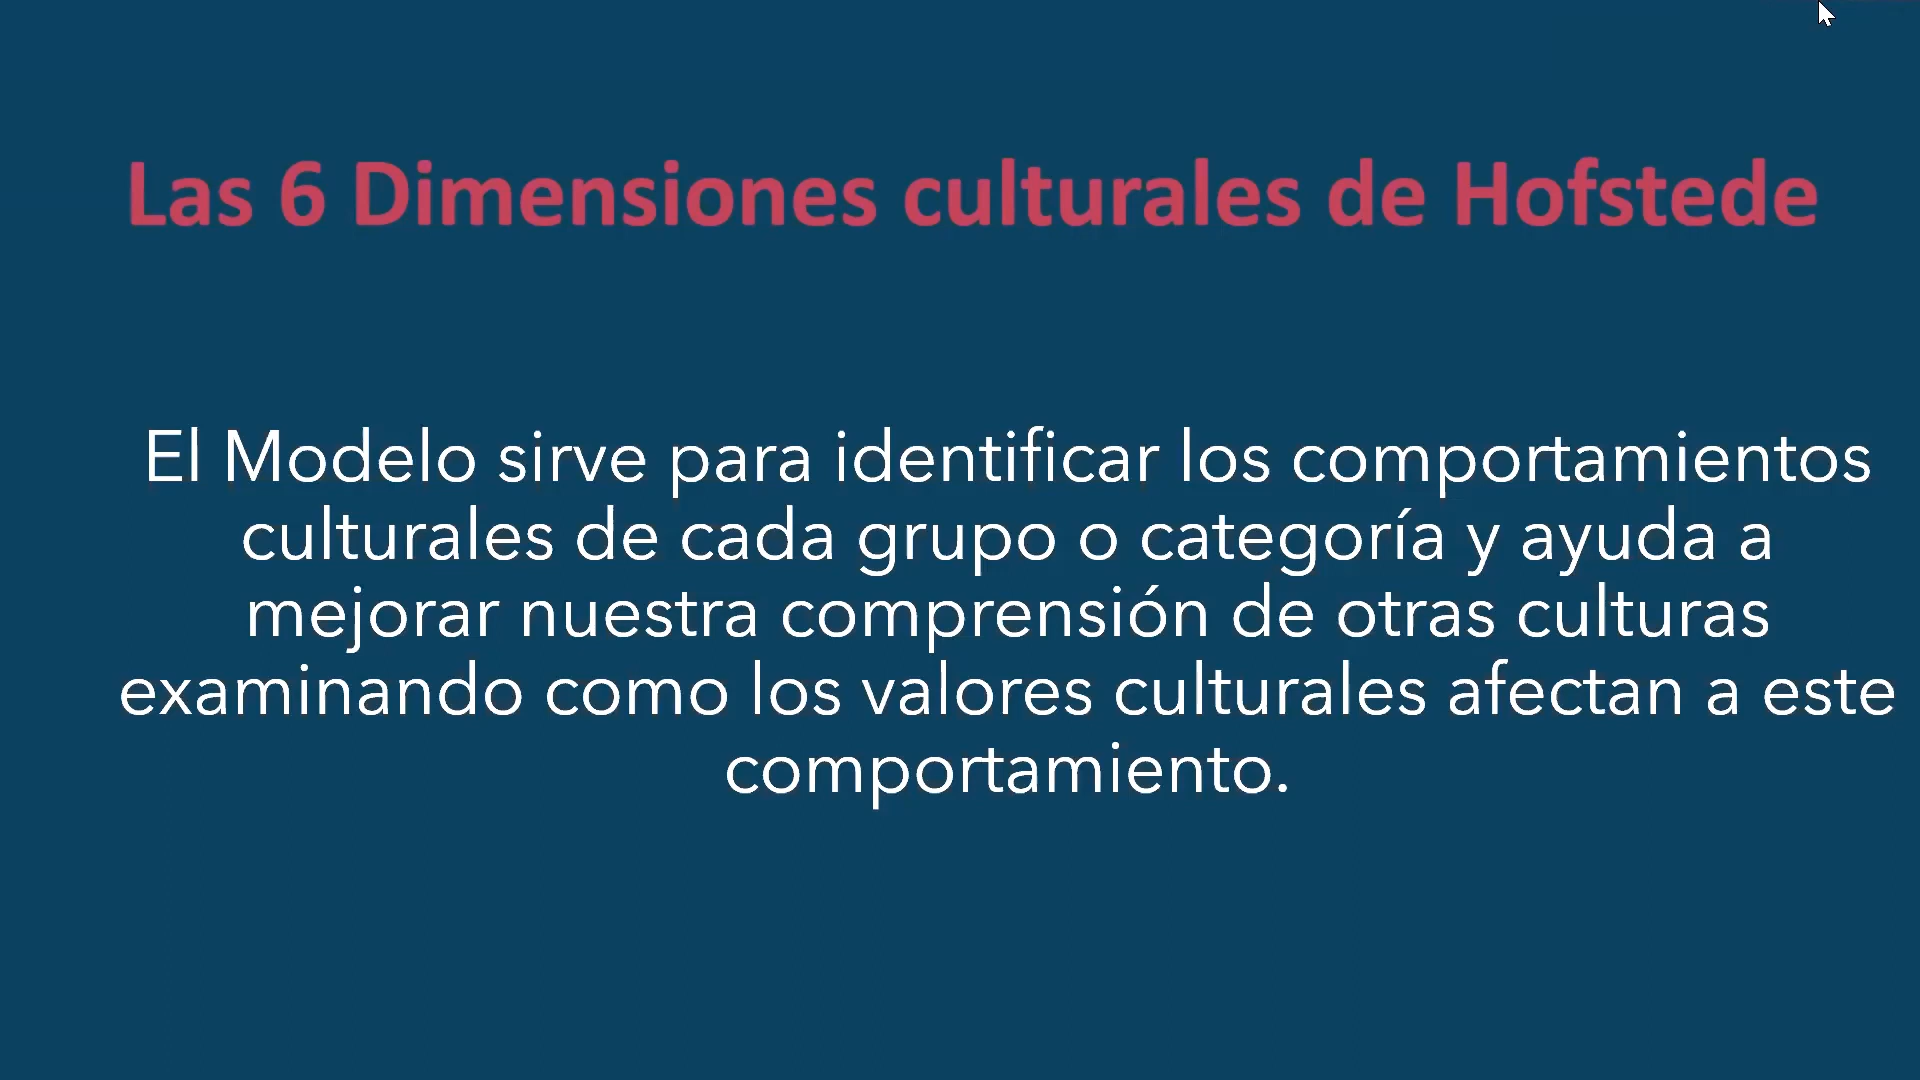 Las 6 Dimensiones culturales de Hofstede
El Modelo sirve para identificar los comportamientos
culturales de cada grupo o categoría y ayuda a
mejorar nuestra comprensión de otras culturas
examinando como los valores culturales afectan a este
comportamiento.